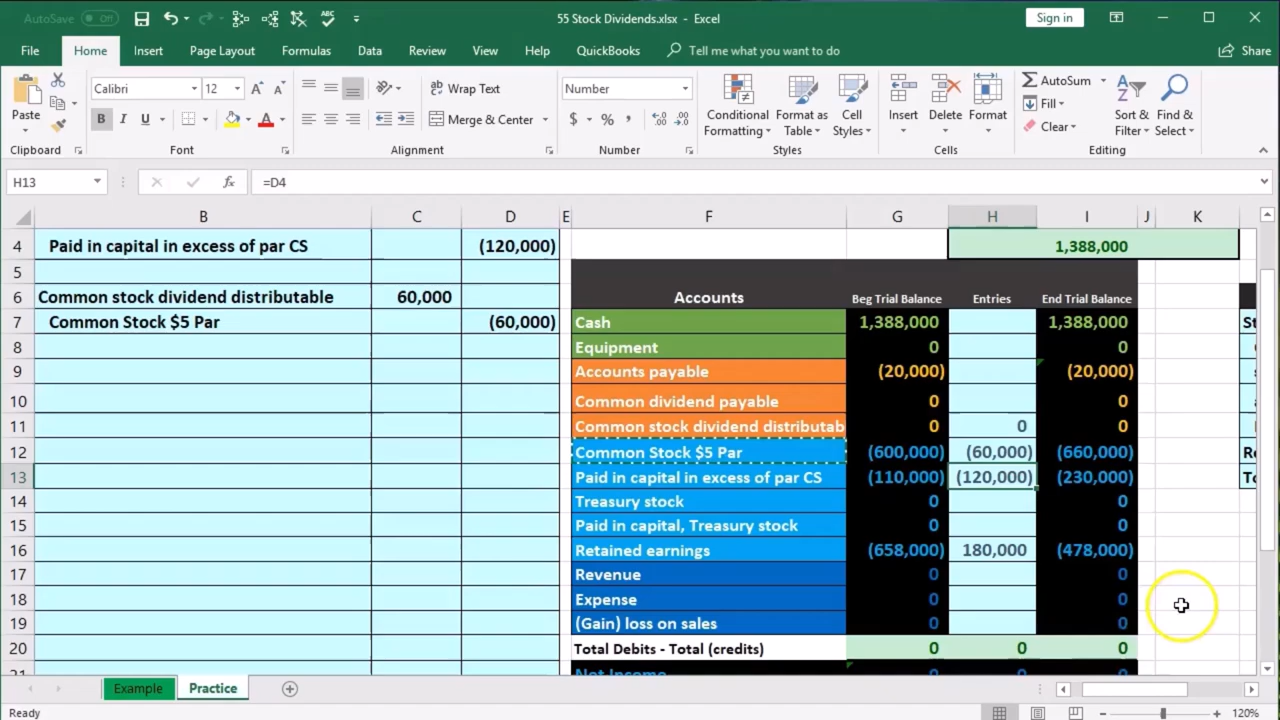 AutoSave Off 55 Stock Dividends.xlsx - Excel Sign in
File Home Insert Page Layout Formulas Data Review View Help QuickBooks Tell me what you want to do Share
Calibri 12 Wrap Text Number AutoSum
Paste Conditional Format as Cell Insert Delete Format Fill Sort & Find &
B I U Merge & Center $ % Formatting Table Styles Clear Filter Select
Clipboard Font Alignment Number Styles Cells Editing
H13 fx =D4
B C D E F G H I J K
4 Paid in capital in excess of par CS (120,000) 1,388,000
5
6 Common stock dividend distributable 60,000 Accounts Beg Trial Balance Entries End Trial Balance
7 Common Stock $5 Par (60,000) Cash 1,388,000 1,388,000 St
8 Equipment 0 0
9 Accounts payable (20,000) (20,000)
10 Common dividend payable 0 0
11 Common stock dividend distributab 0 0 0
12 Common Stock $5 Par (600,000) (60,000) (660,000) Re
13 Paid in capital in excess of par CS (110,000) (120,000) (230,000) To
14 Treasury stock 0 0
15 Paid in capital, Treasury stock 0 0
16 Retained earnings (658,000) 180,000 (478,000)
17 Revenue 0 0
18 Expense 0 0
19 (Gain) loss on sales 0 0
20 Total Debits - Total (credits) 0 0 0
Net Income
Example Practice
Ready 120%